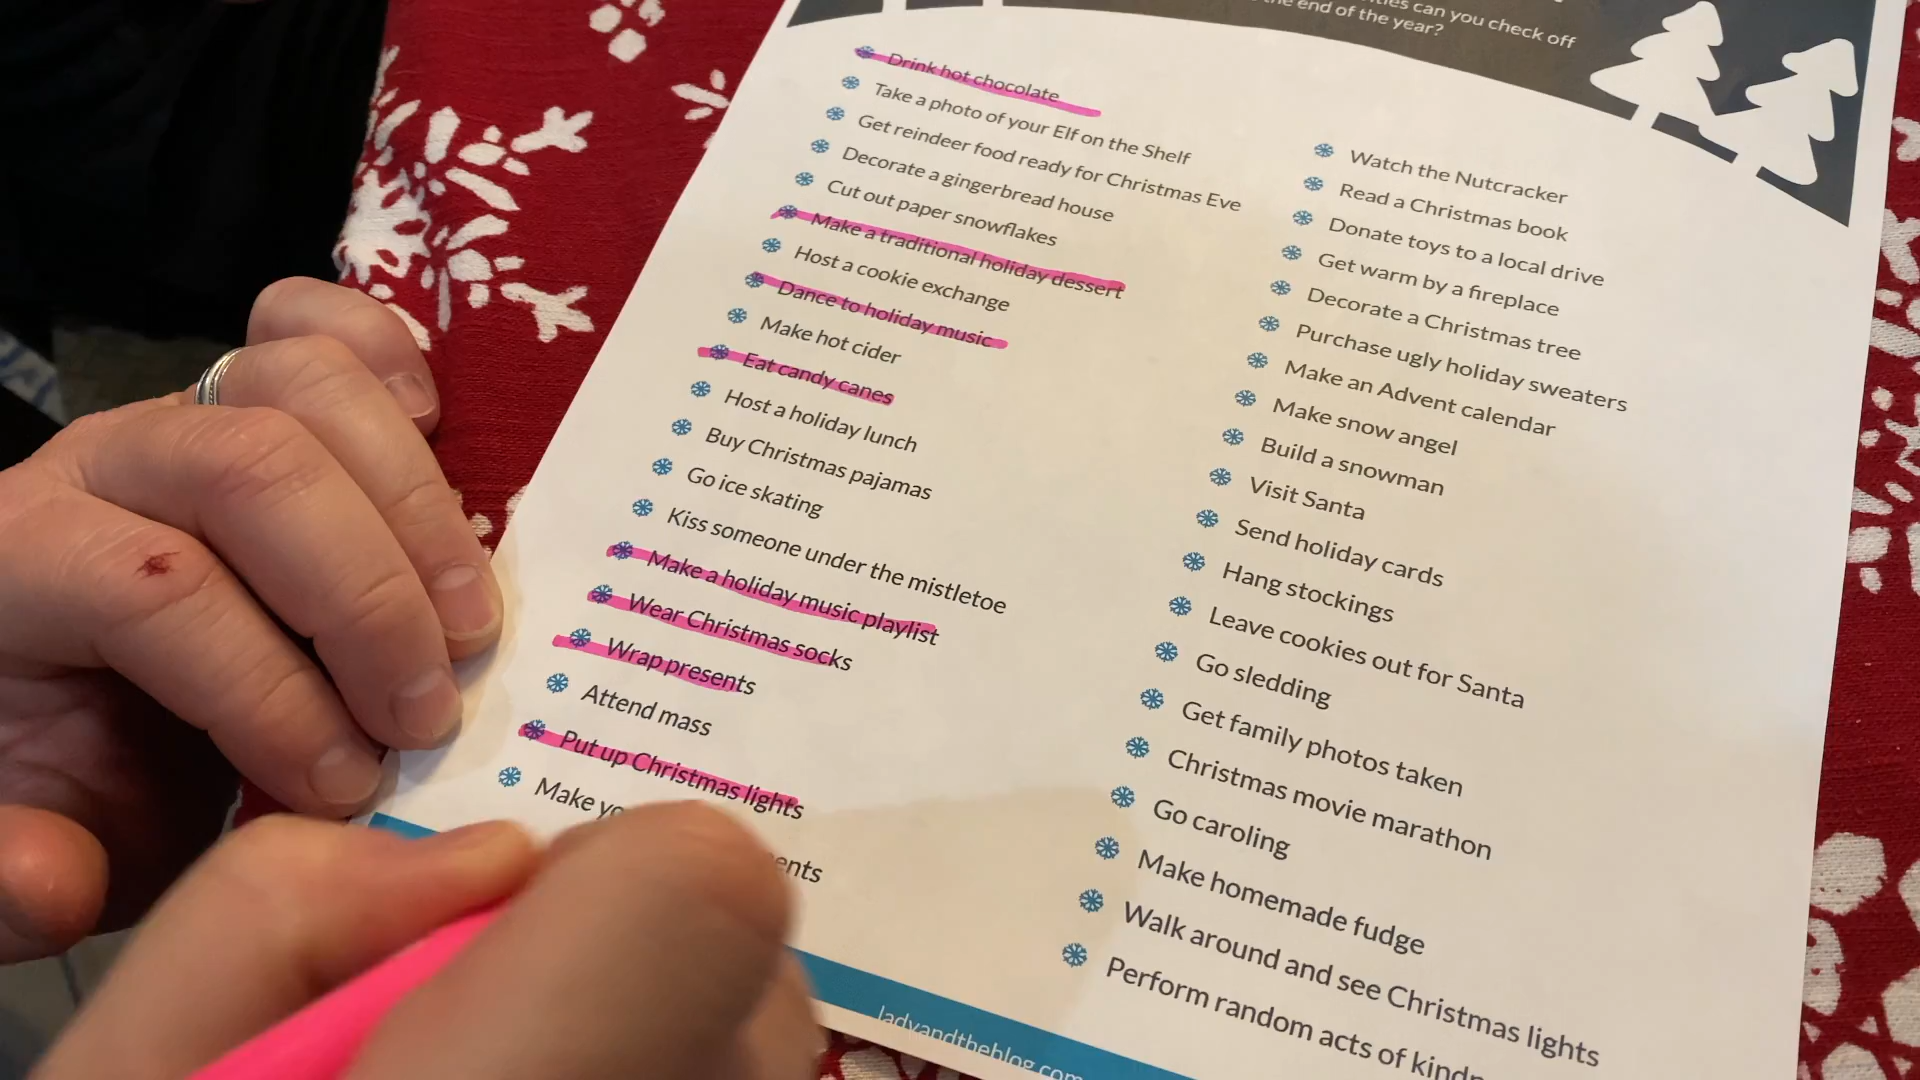 can you check off
the end of the year?
Drink hot chocolate
Take a photo of your Elf on the Shelf
Get reindeer food ready for Christmas Eve
Decorate a gingerbread house
Cut out paper snowflakes
Make a traditional holiday dessert
Host a cookie exchange
Dance to holiday music
Make hot cider
Eat candy canes
Host a holiday lunch
Buy Christmas pajamas
Go ice skating
Kiss someone under the mistletoe
Make a holiday music playlist
Wear Christmas socks
Wrap presents
Attend mass
Put up Christmas lights
Make
Watch the Nutcracker
Read a Christmas book
Donate toys to a local drive
Get warm by a fireplace
Decorate a Christmas tree
Purchase ugly holiday sweaters
Make an Advent calendar
Make snow angel
Build a snowman
Visit Santa
Send holiday cards
Hang stockings
Leave cookies out for Santa
Go sledding
Get family photos taken
Christmas movie marathon
Go caroling
Make homemade fudge
Walk around and see Christmas lights
Perform random acts of
ladyandtheblog.com